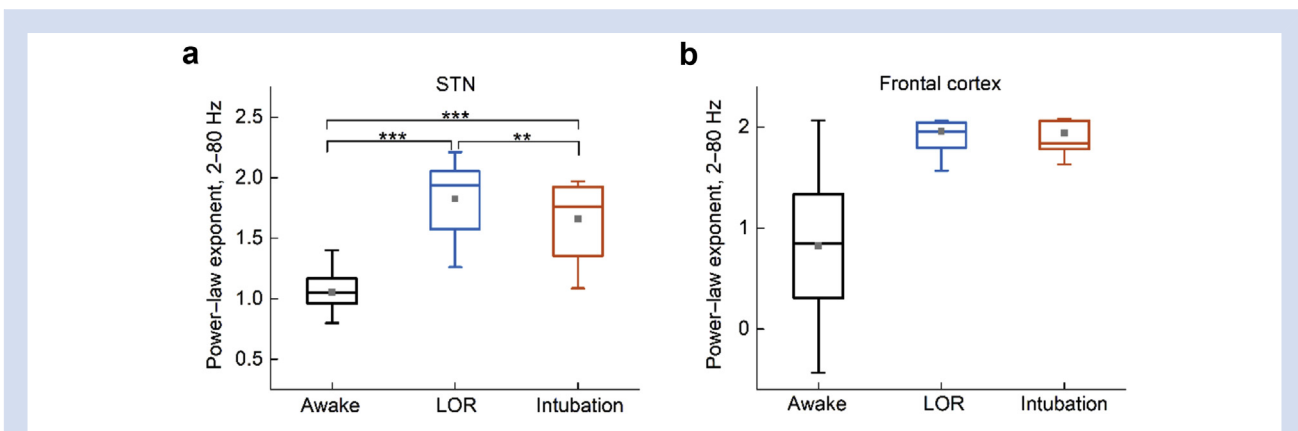 a
STN
Power–law exponent, 2–80 Hz
2.5
2.0
1.5
1.0
0.5
***
***
**
Awake LOR Intubation
b
Frontal cortex
Power–law exponent, 2–80 Hz
2
1
0
Awake LOR Intubation